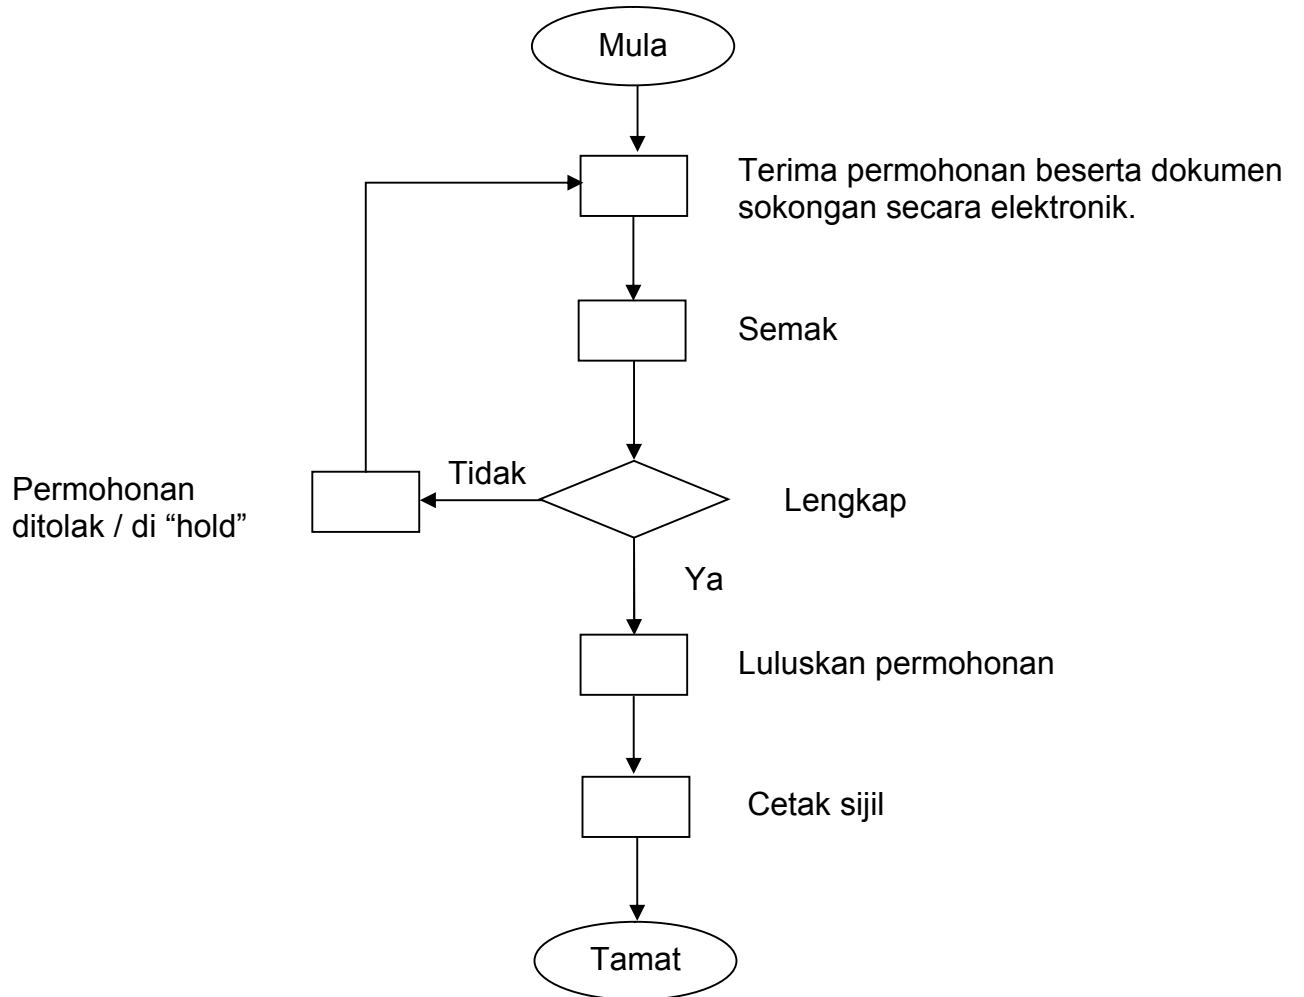 Mula
Terima permohonan beserta dokumen
sokongan secara elektronik.
Semak
Tidak
Permohonan
ditolak / di “hold”
Lengkap
Ya
Luluskan permohonan
Cetak sijil
Tamat